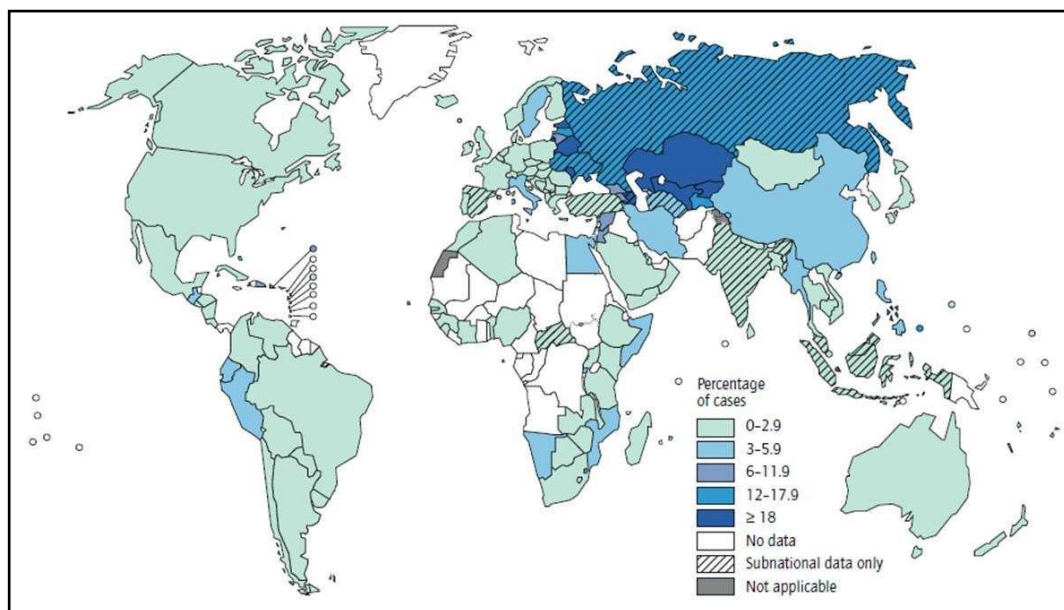 Percentage
of cases
0–2.9
3–5.9
6–11.9
12–17.9
≥ 18
No data
Subnational data only
Not applicable